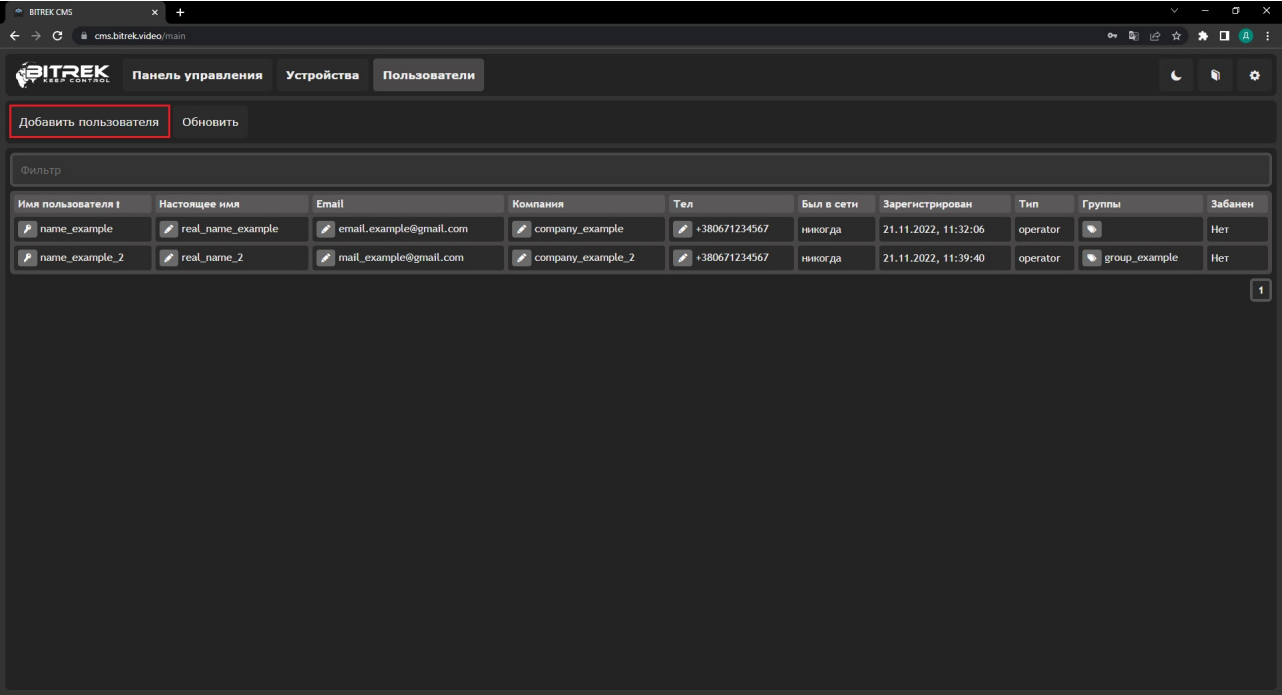 BITREK CMS
cms.bitrek.video/main
Д
BITREK
KEEP CONTROL
Панель управления Устройства Пользователи
Добавить пользователя Обновить
Фильтр
Имя пользователя Настоящее имя Email Компания Тел Был в сети Зарегистрирован Тип Группы Забанен
name_example real_name_example email.example@gmail.com company_example +380671234567 никогда 21.11.2022, 11:32:06 operator Нет
name_example_2 real_name_2 mail_example@gmail.com company_example_2 +380671234567 никогда 21.11.2022, 11:39:40 operator group_example Нет
1